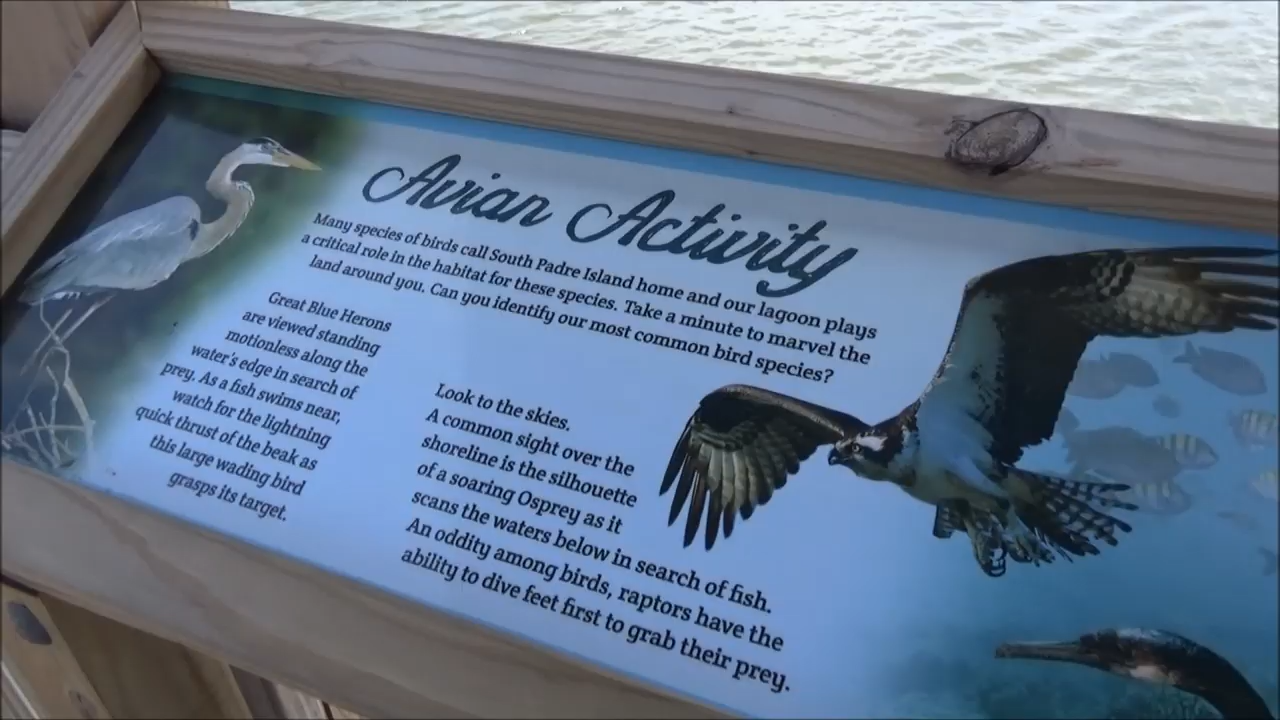 Avian Activity
Many species of birds call South Padre Island home and our lagoon plays
a critical role in the habitat for these species. Take a minute to marvel the
land around you. Can you identify our most common bird species?
Great Blue Herons
are viewed standing
motionless along the
water's edge in search of
prey. As a fish swims near,
watch for the lightning
quick thrust of the beak as
this large wading bird
grasps its target.
Look to the skies.
A common sight over the
shoreline is the silhouette
of a soaring Osprey as it
scans the waters below in search of fish.
An oddity among birds, raptors have the
ability to dive feet first to grab their prey.